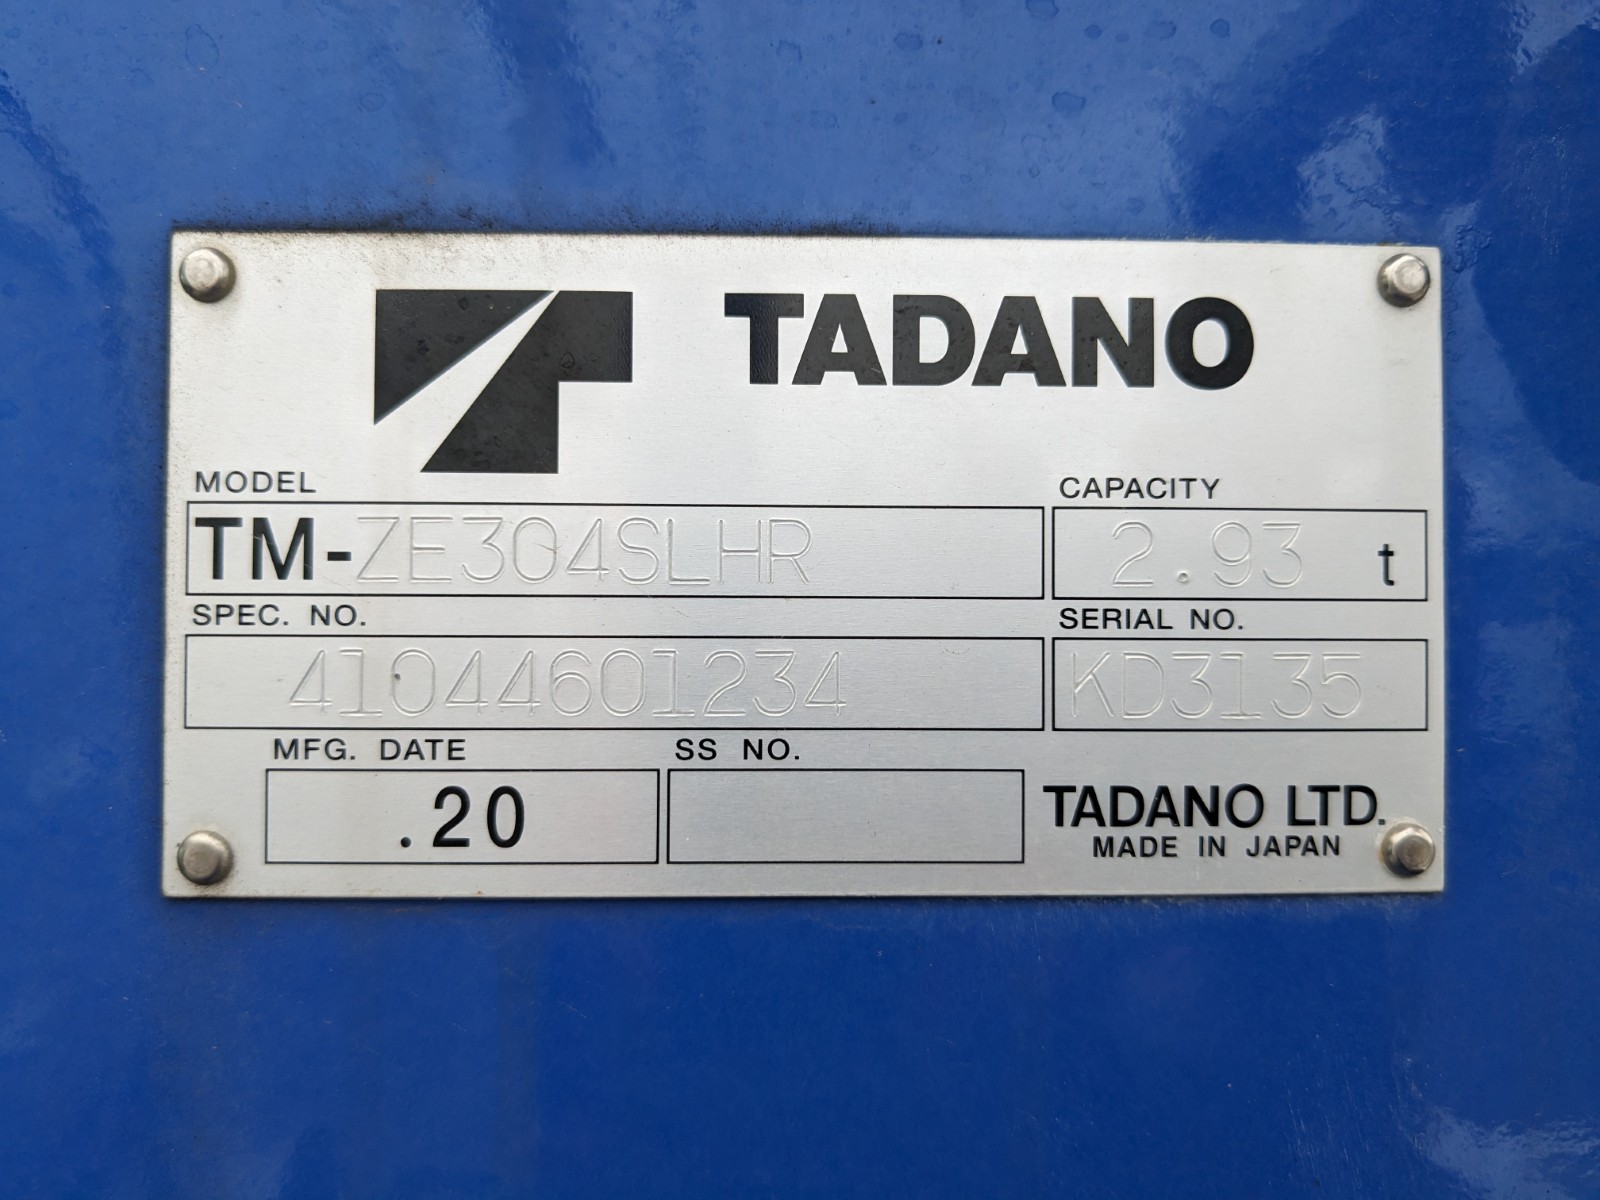 TADANO
MODEL
CAPACITY
TM-ZE304SLHR
2.93 t
SPEC. NO.
SERIAL NO.
41044601234
KD3135
MFG. DATE
SS NO.
.20
TADANO LTD.
MADE IN JAPAN